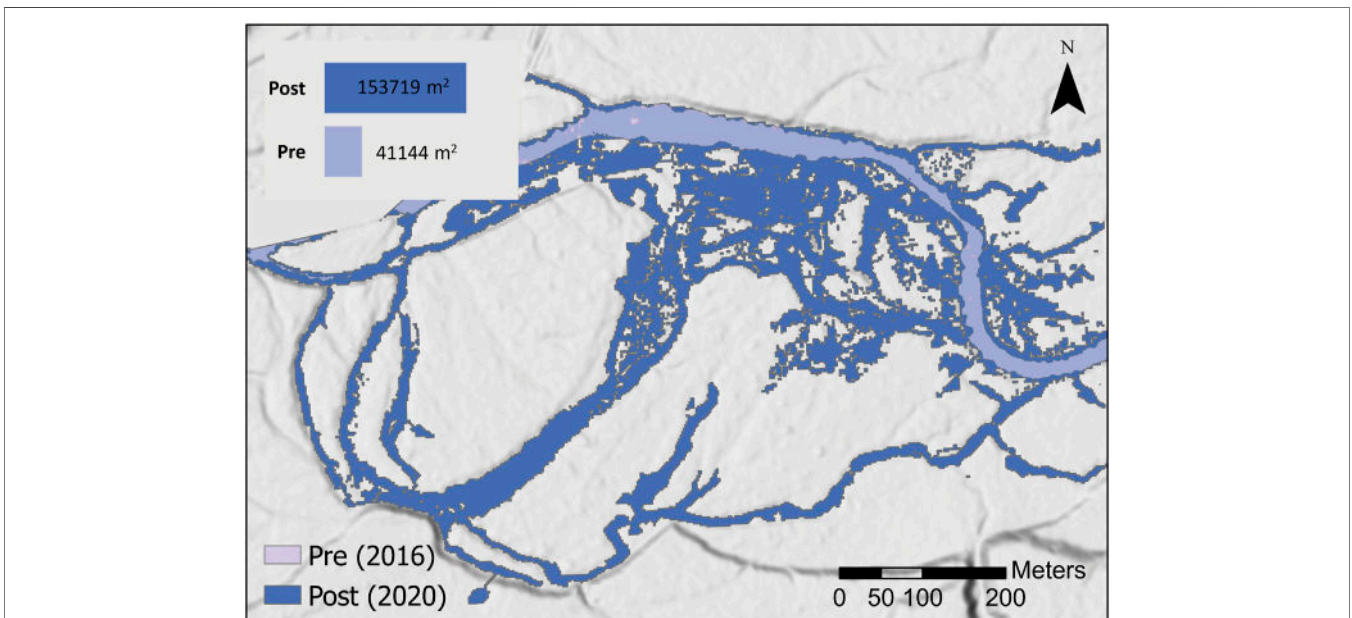 Post 153719 m²
N
Pre 41144 m²
Pre (2016)
Post (2020)
Meters
0 50 100 200